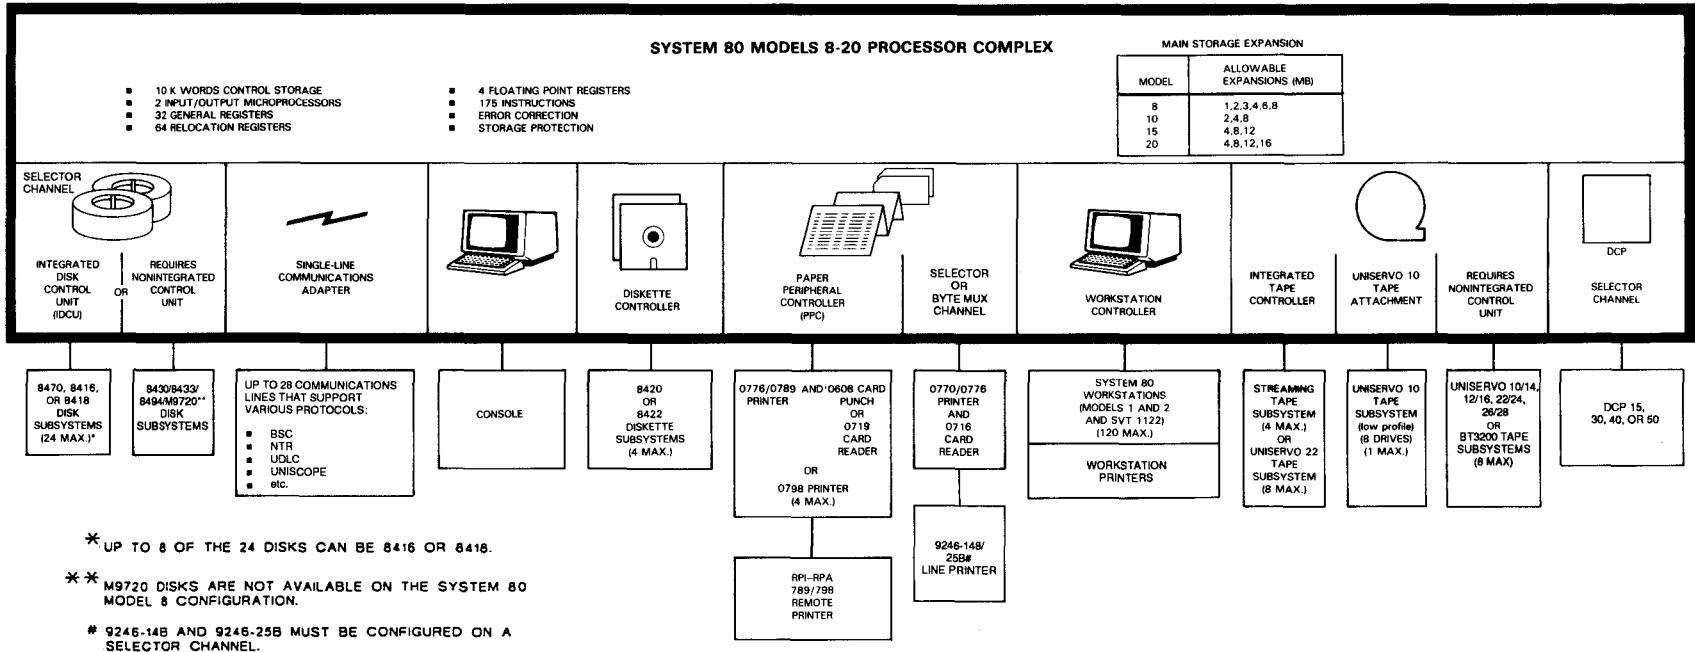 SYSTEM 80 MODELS 8-20 PROCESSOR COMPLEX
■ 10 K WORDS CONTROL STORAGE
■ 2 INPUT/OUTPUT MICROPROCESSORS
■ 32 GENERAL REGISTERS
■ 64 RELOCATION REGISTERS
■ 4 FLOATING POINT REGISTERS
■ 175 INSTRUCTIONS
■ ERROR CORRECTION
■ STORAGE PROTECTION
MAIN STORAGE EXPANSION
MODEL
ALLOWABLE
EXPANSIONS (MB)
8 1,2,3,4,6,8
10 2,4,8
15 4,8,12
20 4,8,12,16
SELECTOR
CHANNEL
INTEGRATED
DISK
CONTROL
UNIT
(IDCU)
OR
REQUIRES
NONINTEGRATED
CONTROL
UNIT
SINGLE-LINE
COMMUNICATIONS
ADAPTER
DISKETTE
CONTROLLER
PAPER
PERIPHERAL
CONTROLLER
(PPC)
SELECTOR
OR
BYTE MUX
CHANNEL
WORKSTATION
CONTROLLER
INTEGRATED
TAPE
CONTROLLER
UNISERVO 10
TAPE
ATTACHMENT
REQUIRES
NONINTEGRATED
CONTROL
UNIT
DCP
SELECTOR
CHANNEL
8470, 8416,
OR 8418
DISK
SUBSYSTEMS
(24 MAX.)*
8430/8433/
8494/M9720**
DISK
SUBSYSTEMS
UP TO 28 COMMUNICATIONS
LINES THAT SUPPORT
VARIOUS PROTOCOLS:
■ BSC
■ NTR
■ UDLC
■ UNISCOPE
■ etc.
CONSOLE
8420
OR
8422
DISKETTE
SUBSYSTEMS
(4 MAX.)
0776/0789 AND 0608 CARD
PRINTER PUNCH
OR
0719
CARD
READER
OR
0798 PRINTER
(4 MAX.)
RPI-RPA
789/798
REMOTE
PRINTER
0770/0776
PRINTER
AND
0716
CARD
READER
9246-14B/
25B#
LINE PRINTER
SYSTEM 80
WORKSTATIONS
(MODELS 1 AND 2
AND SVT 1122)
(120 MAX.)
WORKSTATION
PRINTERS
STREAMING
TAPE
SUBSYSTEM
(4 MAX.)
OR
UNISERVO 22
TAPE
SUBSYSTEM
(8 MAX.)
UNISERVO 10
TAPE
SUBSYSTEM
(low profile)
(8 DRIVES)
(1 MAX.)
UNISERVO 10/14,
12/16, 22/24,
26/28
OR
BT3200 TAPE
SUBSYSTEMS
(8 MAX)
DCP 15,
30, 40, OR 50
* UP TO 8 OF THE 24 DISKS CAN BE 8416 OR 8418.
** M9720 DISKS ARE NOT AVAILABLE ON THE SYSTEM 80
MODEL 8 CONFIGURATION.
# 9246-14B AND 9246-25B MUST BE CONFIGURED ON A
SELECTOR CHANNEL.